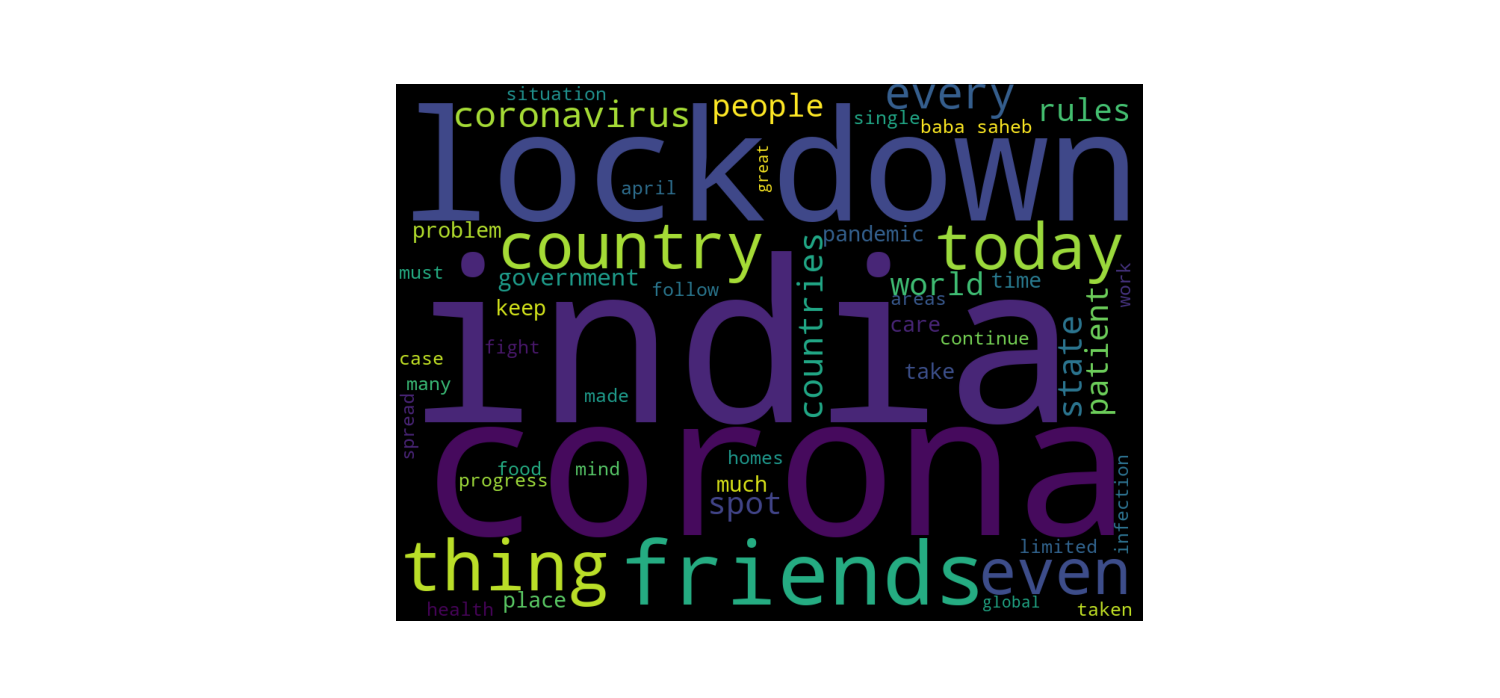 situation
every
coronavirus
people
rules
single
baba saheb
lockdown
great
april
problem
country
today
pandemic
countries
must
government
follow
world
time
work
areas
keep
india
care
continue
patient
state
fight
case
take
many
made
spread
corona
homes
food
mind
progress
much
spot
infection
thing
friends
limited
even
place
health
global
taken